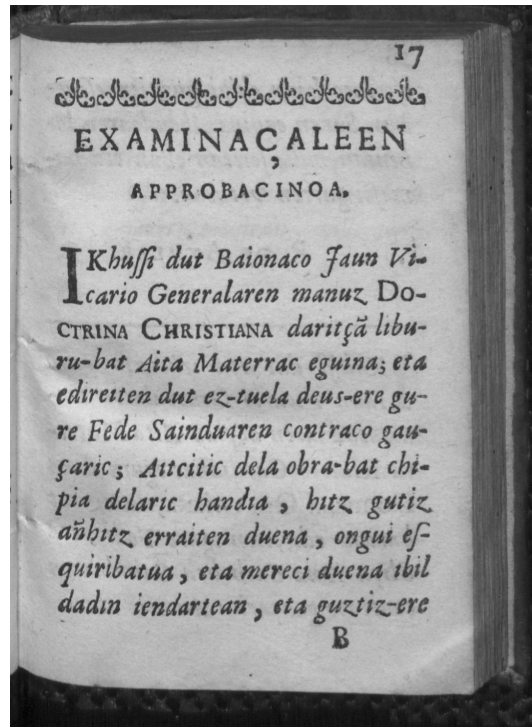 17
EXAMINAÇALEEN
APPROBACINOA.
IKhuſſi dut Baionaco Jaun Vi-
cario Generalaren manuz DO-
CTRINA CHRISTIANA daritçã libu-
ru-bat Aita Materrac eguina; eta
edireiten dut ez-tuela deus-ere gu-
re Fede Sainduaren contraco gau-
çaric; Aitcitic dela obra-bat chi-
pia delaric handia, hitz gutiz
añhitz erraiten duena, ongui eſ-
quiribatua, eta mereci duena ibil
dadin iendartean, eta guztiz-ere
B